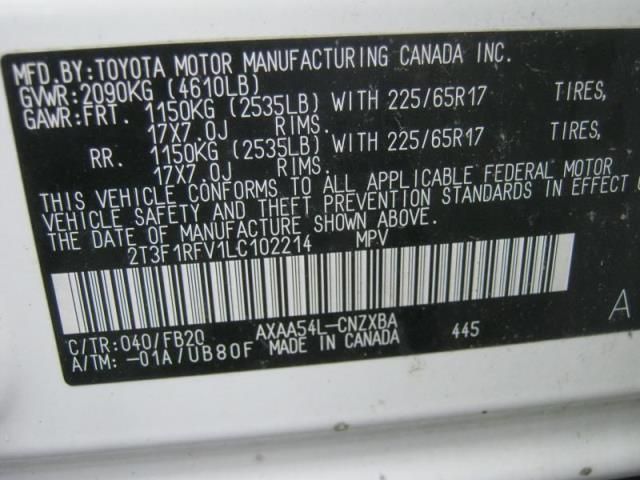 MFD.BY:TOYOTA MOTOR MANUFACTURING CANADA INC.
GVWR:2090KG (4610LB)
GAWR:FRT. 1150KG (2535LB) WITH 225/65R17 TIRES,
17X7.0J RIMS.
RR. 1150KG (2535LB) WITH 225/65R17 TIRES,
17X7.0J RIMS.
THIS VEHICLE CONFORMS TO ALL APPLICABLE FEDERAL MOTOR
VEHICLE SAFETY AND THEFT PREVENTION STANDARDS IN EFFECT
THE DATE OF MANUFACTURE SHOWN ABOVE.
2T3F1RFV1LC102214 MPV
C/TR:040/FB20 AXAA54L-CNZXBA 445 A
A/TM: -01A/UB80F MADE IN CANADA